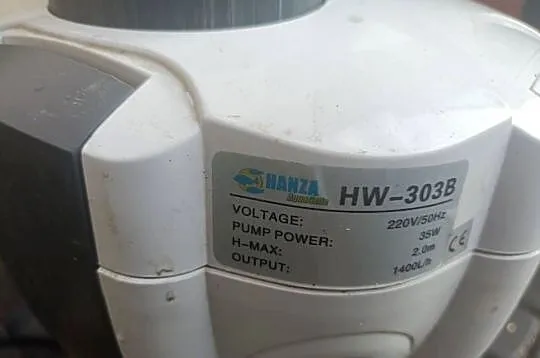 HANZA HW-303B
VOLTAGE: 220V/50Hz
PUMP POWER: 35W
H-MAX: 2.0m
OUTPUT: 1400L/h
CE